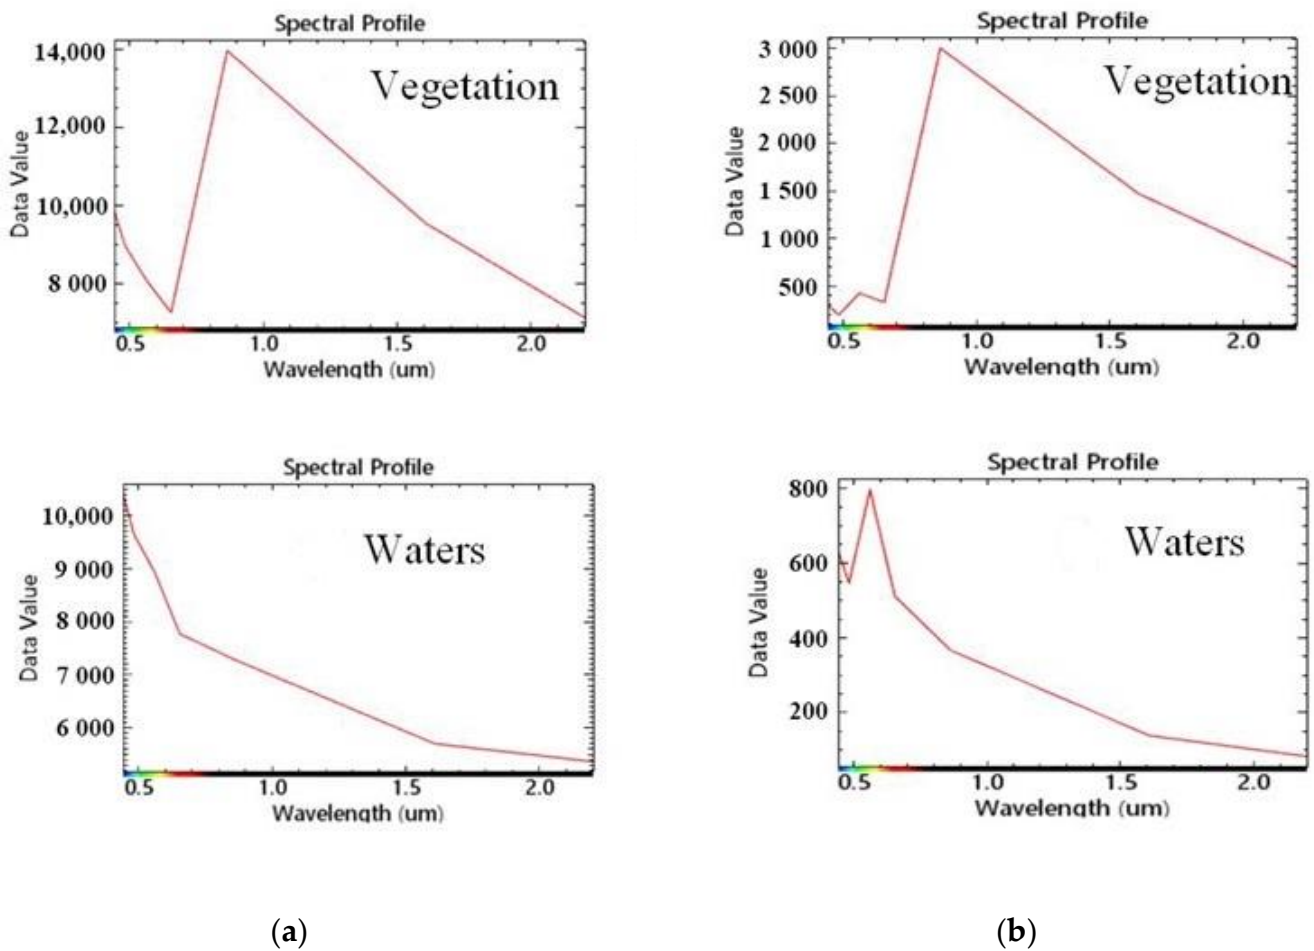 Spectral Profile
Vegetation
14,000
12,000
10,000
8 000
Data Value
0.5 1.0 1.5 2.0
Wavelength (um)
Spectral Profile
Vegetation
3 000
2 500
2 000
1 500
1 000
500
Data Value
0.5 1.0 1.5 2.0
Wavelength (um)
Spectral Profile
Waters
10,000
9 000
8 000
7 000
6 000
Data Value
0.5 1.0 1.5 2.0
Wavelength (um)
Spectral Profile
Waters
800
600
400
200
Data Value
0.5 1.0 1.5 2.0
Wavelength (um)
(a) (b)